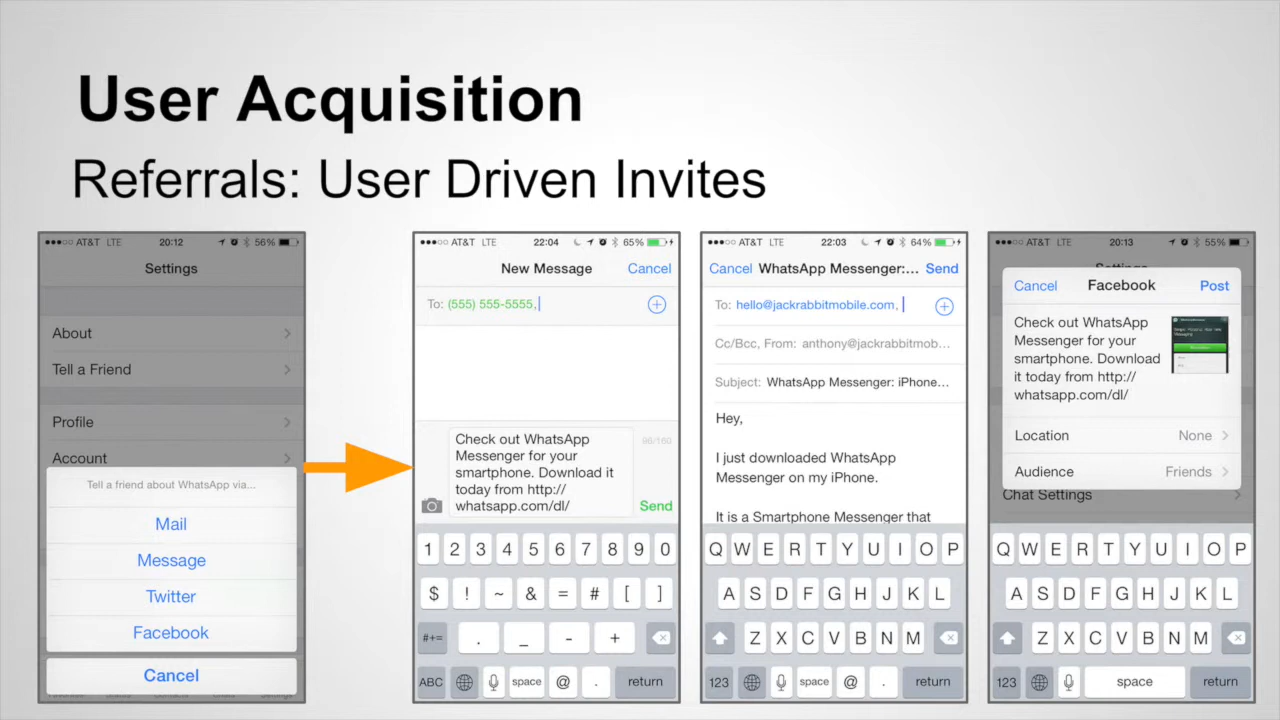 User Acquisition
Referrals: User Driven Invites
AT&T LTE 20:12 56%
Settings
About
Tell a Friend
Profile
Account
Tell a friend about WhatsApp via...
Mail
Message
Twitter
Facebook
Cancel
AT&T LTE 22:04 65%
New Message Cancel
To: (555) 555-5555,
Check out WhatsApp
Messenger for your
smartphone. Download it
today from http://
whatsapp.com/dl/
96/160
Send
1 2 3 4 5 6 7 8 9 0
$ ! ~ & = # [ ]
#+= . _ - +
ABC space @ . return
AT&T LTE 22:03 64%
Cancel WhatsApp Messenger:... Send
To: hello@jackrabbitmobile.com,
Cc/Bcc, From: anthony@jackrabbitmob...
Subject: WhatsApp Messenger: iPhone...
Hey,
I just downloaded WhatsApp
Messenger on my iPhone.
It is a Smartphone Messenger that
Q W E R T Y U I O P
A S D F G H J K L
Z X C V B N M
123 space @ . return
AT&T LTE 20:13 55%
Settings
Cancel Facebook Post
Check out WhatsApp
Messenger for your
smartphone. Download
it today from http://
whatsapp.com/dl/
Location None
Audience Friends
Chat Settings
Q W E R T Y U I O P
A S D F G H J K L
Z X C V B N M
123 space return